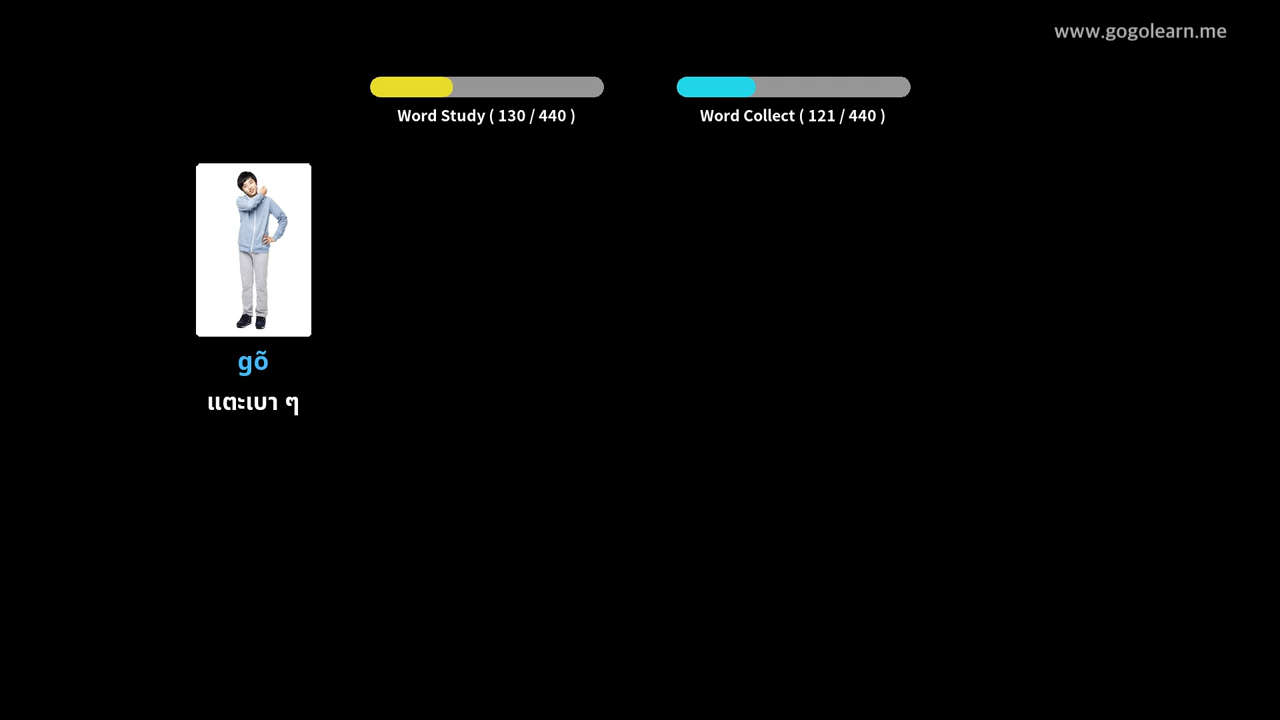 www.gogolearn.me
Word Study ( 130 / 440 )
Word Collect ( 121 / 440 )
gõ
แตะเบา ๆ